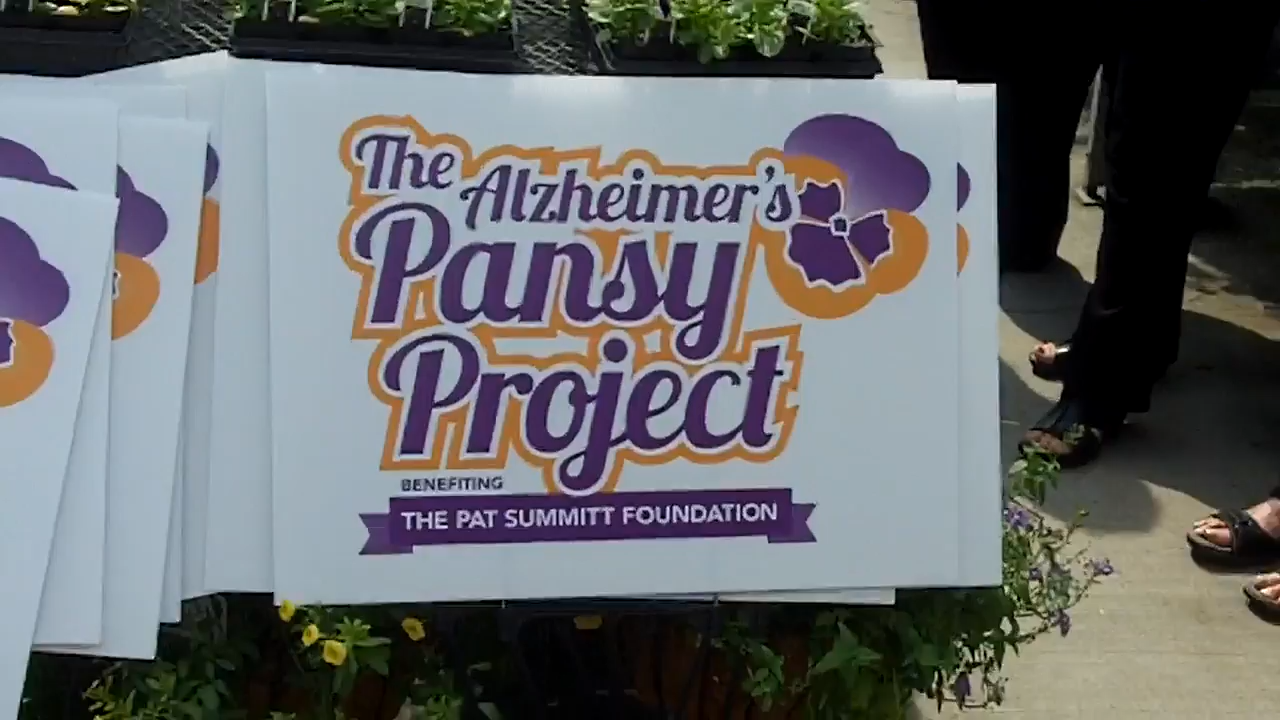 The Alzheimer's
Pansy
Project
BENEFITING
THE PAT SUMMITT FOUNDATION